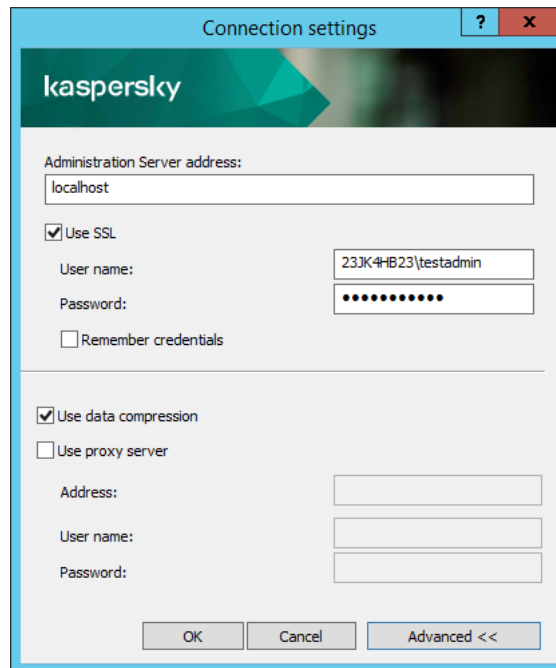 Connection settings
?
x
kaspersky
Administration Server address:
localhost
Use SSL
User name:
23JK4HB23\testadmin
Password:
●●●●●●●●●●●
Remember credentials
Use data compression
Use proxy server
Address:
User name:
Password:
OK
Cancel
Advanced <<